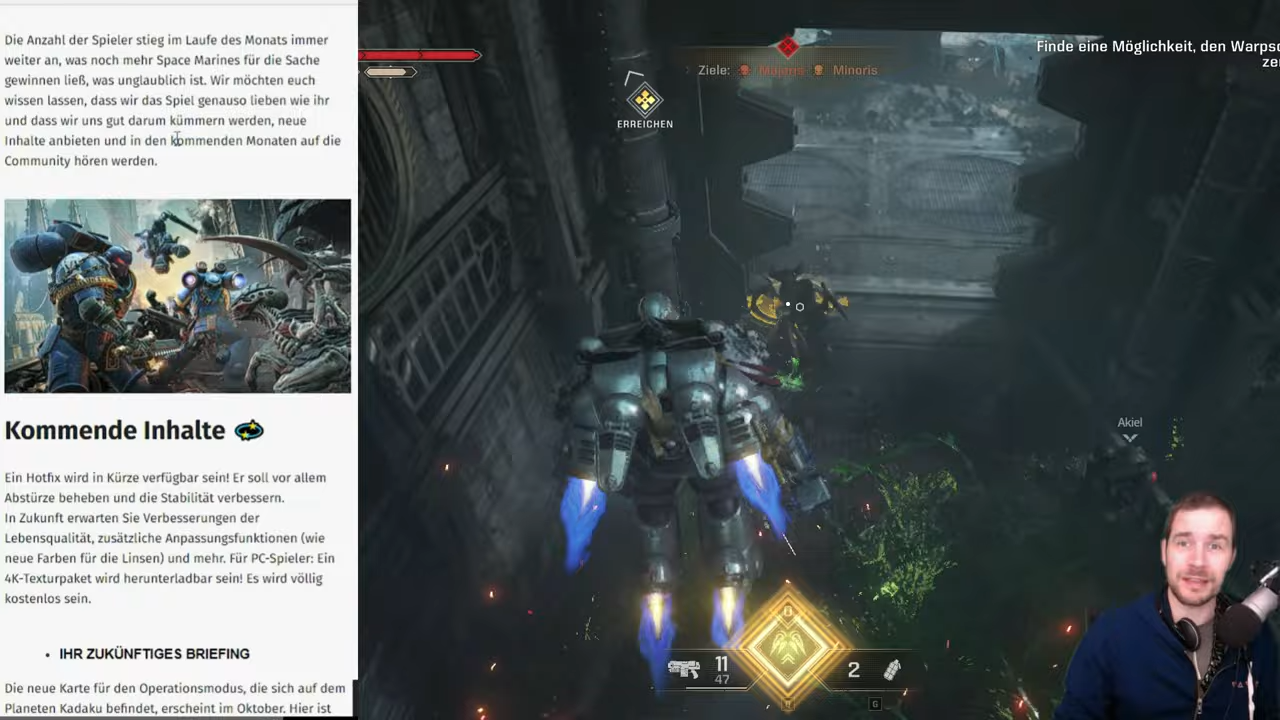 Die Anzahl der Spieler stieg im Laufe des Monats immer
weiter an, was noch mehr Space Marines für die Sache
gewinnen ließ, was unglaublich ist. Wir möchten euch
wissen lassen, dass wir das Spiel genauso lieben wie ihr
und dass wir uns gut darum kümmern werden, neue
Inhalte anbieten und in den kommenden Monaten auf die
Community hören werden.
Kommende Inhalte
Ein Hotfix wird in Kürze verfügbar sein! Er soll vor allem
Abstürze beheben und die Stabilität verbessern.
In Zukunft erwarten Sie Verbesserungen der
Lebensqualität, zusätzliche Anpassungsfunktionen (wie
neue Farben für die Linsen) und mehr. Für PC-Spieler: Ein
4K-Texturpaket wird herunterladbar sein! Es wird völlig
kostenlos sein.
• IHR ZUKÜNFTIGES BRIEFING
Die neue Karte für den Operationsmodus, die sich auf dem
Planeten Kadaku befindet, erscheint im Oktober. Hier ist
Ziele: Majoris Minoris
Finde eine Möglichkeit, den
ERREICHEN
Akiel
11
47
2
G